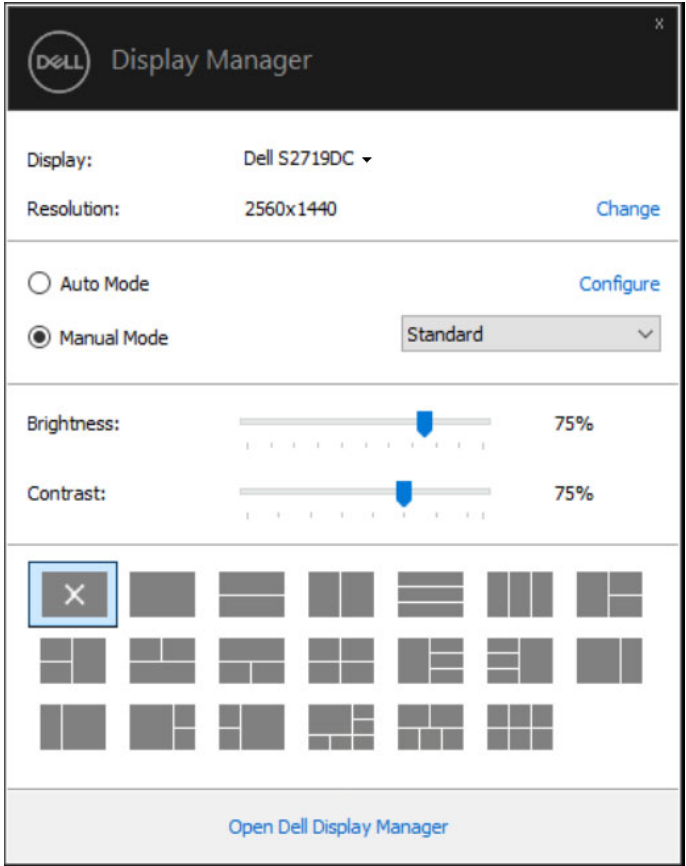 x
DELL Display Manager
Display: Dell S2719DC
Resolution: 2560x1440 Change
Auto Mode Configure
Manual Mode Standard
Brightness: 75%
Contrast: 75%
Open Dell Display Manager